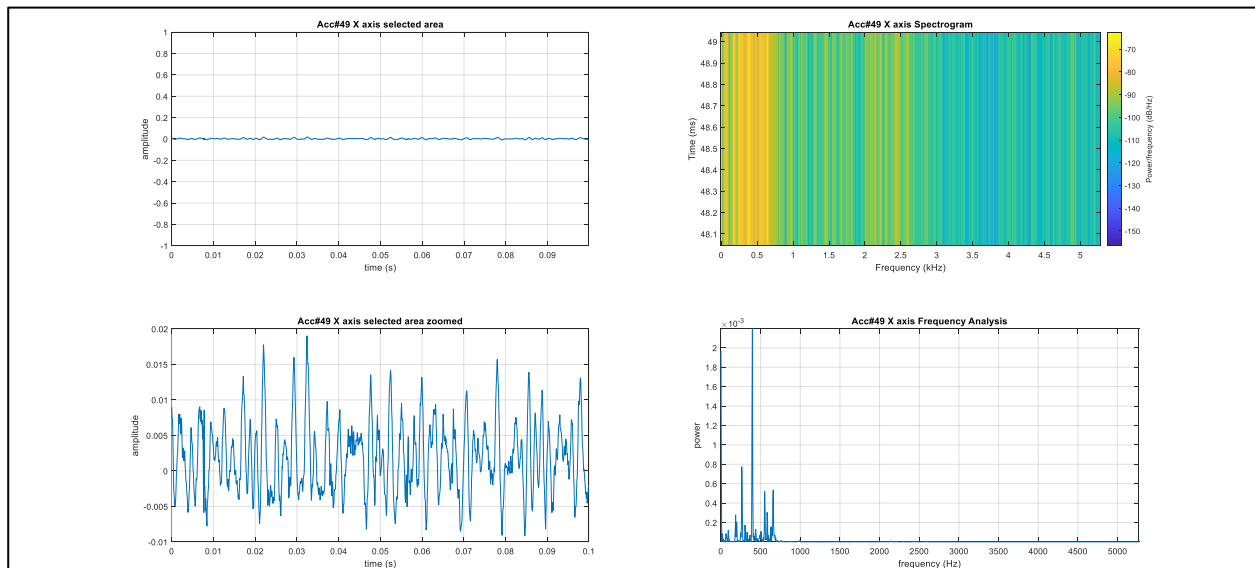 Acc#49 X axis selected area
1
0.8
0.6
0.4
0.2
0
-0.2
-0.4
-0.6
-0.8
-1
amplitude
0 0.01 0.02 0.03 0.04 0.05 0.06 0.07 0.08 0.09
time (s)
Acc#49 X axis Spectrogram
49
48.9
48.8
48.7
48.6
48.5
48.4
48.3
48.2
48.1
Time (ms)
0 0.5 1 1.5 2 2.5 3 3.5 4 4.5 5
Frequency (kHz)
-70
-80
-90
-100
-110
-120
-130
-140
-150
Power/frequency (dB/Hz)
Acc#49 X axis selected area zoomed
0.02
0.015
0.01
0.005
0
-0.005
-0.01
amplitude
0 0.01 0.02 0.03 0.04 0.05 0.06 0.07 0.08 0.09 0.1
time (s)
Acc#49 X axis Frequency Analysis
×10⁻³
2
1.8
1.6
1.4
1.2
1
0.8
0.6
0.4
0.2
power
0 500 1000 1500 2000 2500 3000 3500 4000 4500 5000
frequency (Hz)